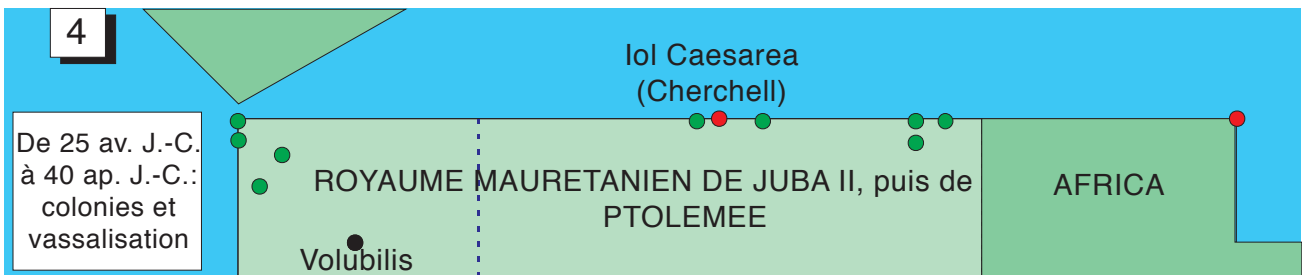 4
Iol Caesarea
(Cherchell)
De 25 av. J.-C.
à 40 ap. J.-C.:
colonies et
vassalisation
ROYAUME MAURETANIEN DE JUBA II, puis de
PTOLEMEE
AFRICA
Volubilis